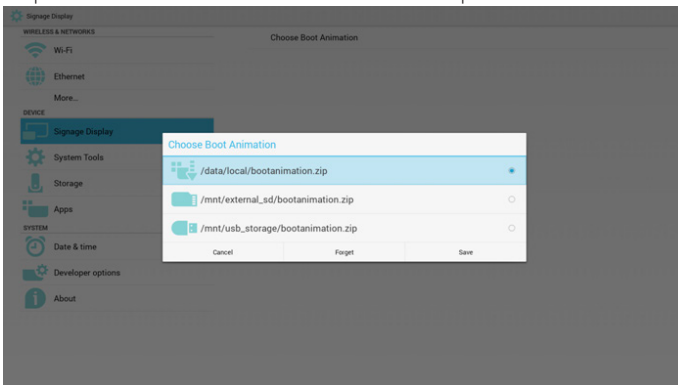 Signage Display
WIRELESS & NETWORKS
Wi-Fi
Ethernet
More...
DEVICE
Signage Display
System Tools
Storage
Apps
SYSTEM
Date & time
Developer options
About
Choose Boot Animation
Choose Boot Animation
/data/local/bootanimation.zip
/mnt/external_sd/bootanimation.zip
/mnt/usb_storage/bootanimation.zip
Cancel Forget Save